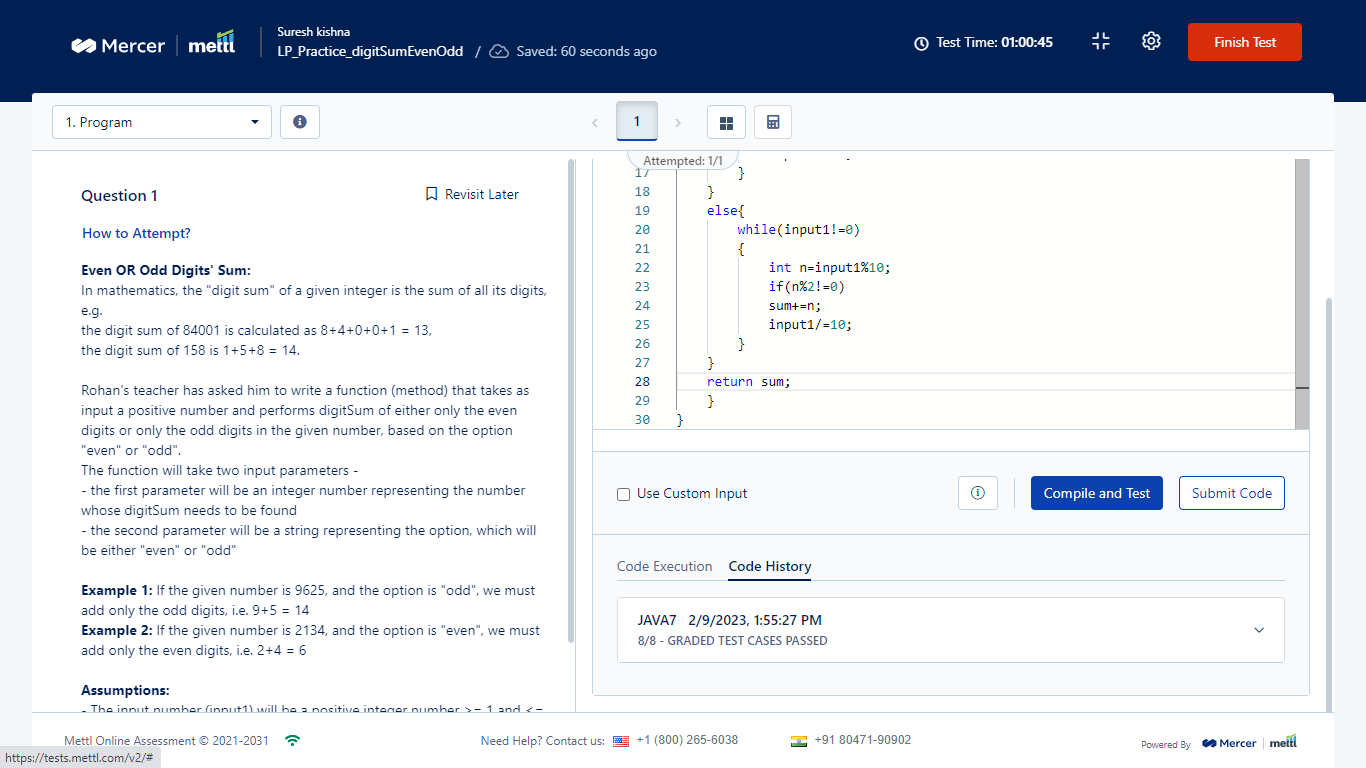 Mercer | mettl
Suresh kishna
LP_Practice_digitSumEvenOdd / Saved: 60 seconds ago
Test Time: 01:00:45
Finish Test
1. Program
1
Attempted: 1/1
Question 1
Revisit Later
How to Attempt?
Even OR Odd Digits' Sum:
In mathematics, the "digit sum" of a given integer is the sum of all its digits,
e.g.
the digit sum of 84001 is calculated as 8+4+0+0+1 = 13,
the digit sum of 158 is 1+5+8 = 14.
Rohan's teacher has asked him to write a function (method) that takes as
input a positive number and performs digitSum of either only the even
digits or only the odd digits in the given number, based on the option
"even" or "odd".
The function will take two input parameters -
- the first parameter will be an integer number representing the number
whose digitSum needs to be found
- the second parameter will be a string representing the option, which will
be either "even" or "odd"
Example 1: If the given number is 9625, and the option is "odd", we must
add only the odd digits, i.e. 9+5 = 14
Example 2: If the given number is 2134, and the option is "even", we must
add only the even digits, i.e. 2+4 = 6
Assumptions:
- The input number (input1) will be a positive integer number >= 1 and <=
17 }
18 }
19 else{
20 while(input1!=0)
21 {
22 int n=input1%10;
23 if(n%2!=0)
24 sum+=n;
25 input1/=10;
26 }
27 }
28 return sum;
29 }
30 }
Use Custom Input
Compile and Test
Submit Code
Code Execution
Code History
JAVA7 2/9/2023, 1:55:27 PM
8/8 - GRADED TEST CASES PASSED
Mettl Online Assessment © 2021-2031
Need Help? Contact us: +1 (800) 265-6038
+91 80471-90902
Powered By Mercer | mettl
https://tests.mettl.com/v2/#